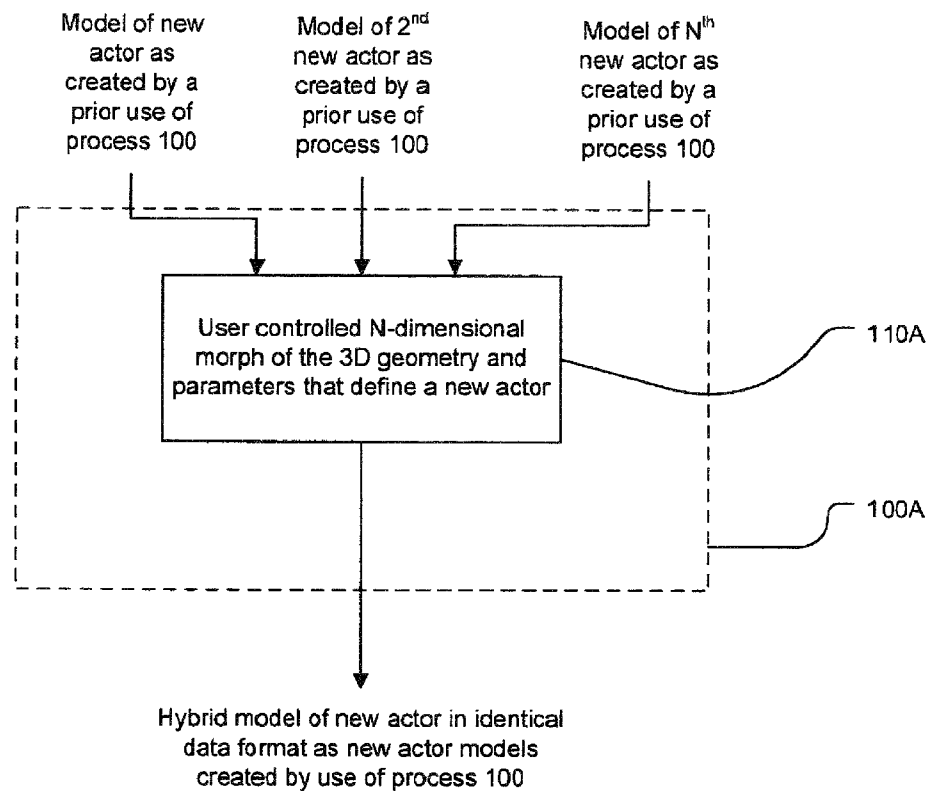 Model of new
actor as
created by a
prior use of
process 100
Model of 2nd
new actor as
created by a
prior use of
process 100
Model of Nth
new actor as
created by a
prior use of
process 100
User controlled N-dimensional
morph of the 3D geometry and
parameters that define a new actor
110A
100A
Hybrid model of new actor in identical
data format as new actor models
created by use of process 100